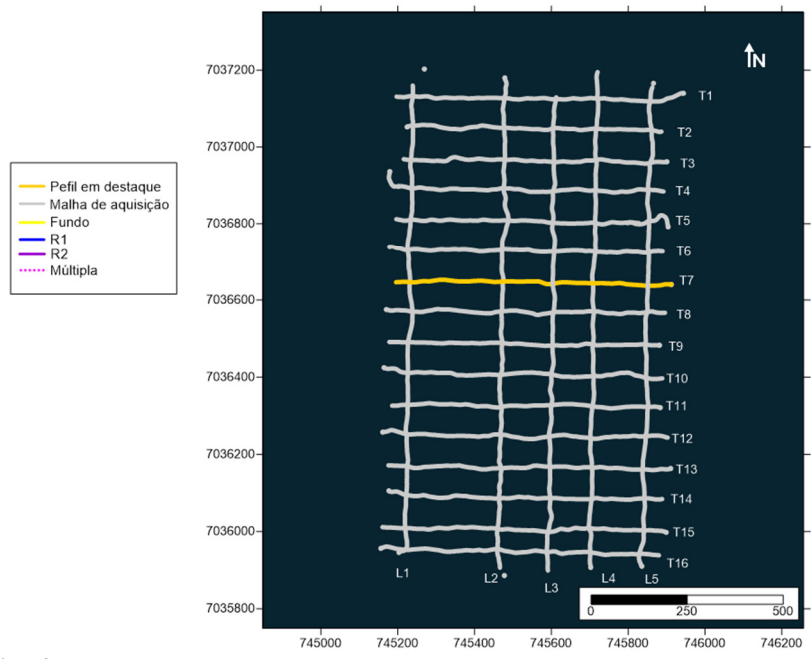 7037200
7037000
7036800
7036600
7036400
7036200
7036000
7035800
Pefil em destaque
Malha de aquisição
Fundo
R1
R2
Múltipla
N
T1
T2
T3
T4
T5
T6
T7
T8
T9
T10
T11
T12
T13
T14
T15
T16
L1
L2
L3
L4
L5
0 250 500
745000 745200 745400 745600 745800 746000 746200